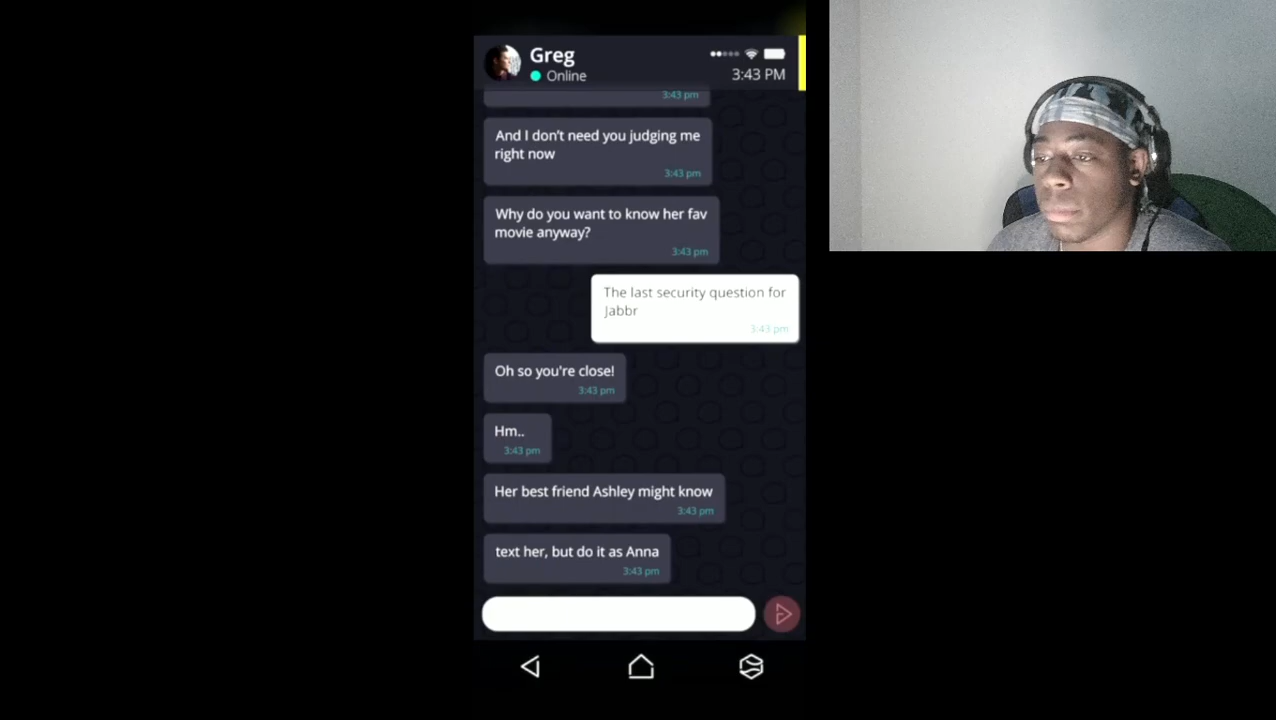 Greg
Online
3:43 PM
3:43 pm
And I don't need you judging me
right now
3:43 pm
Why do you want to know her fav
movie anyway?
3:43 pm
The last security question for
Jabbr
3:43 pm
Oh so you're close!
3:43 pm
Hm..
3:43 pm
Her best friend Ashley might know
3:43 pm
text her, but do it as Anna
3:43 pm